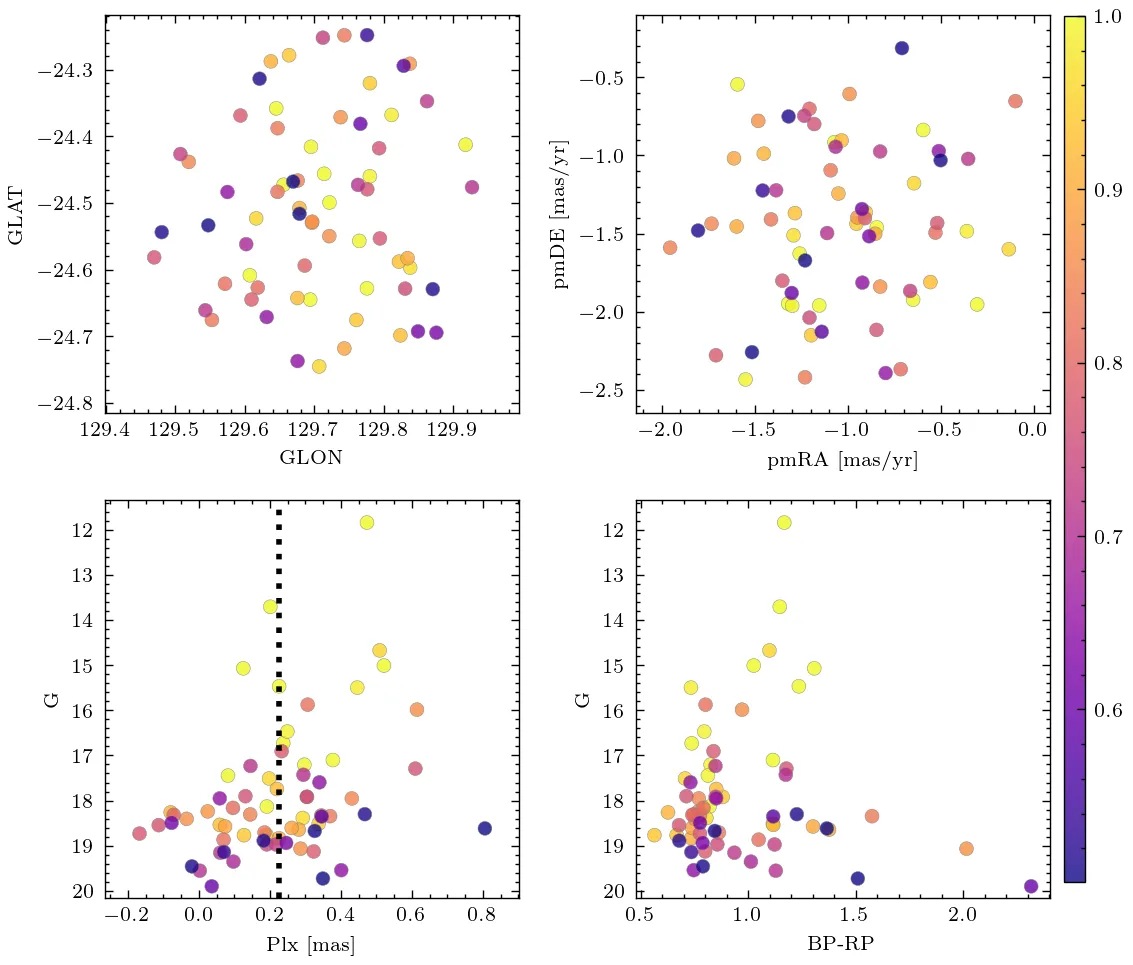 −24.3
−24.4
−24.5
−24.6
−24.7
−24.8
GLAT
129.4 129.5 129.6 129.7 129.8 129.9
GLON
−0.5
−1.0
−1.5
−2.0
−2.5
pmDE [mas/yr]
−2.0 −1.5 −1.0 −0.5 0.0
pmRA [mas/yr]
1.0
0.9
0.8
0.7
0.6
12
13
14
15
16
17
18
19
20
G
−0.2 0.0 0.2 0.4 0.6 0.8
Plx [mas]
12
13
14
15
16
17
18
19
20
G
0.5 1.0 1.5 2.0
BP-RP